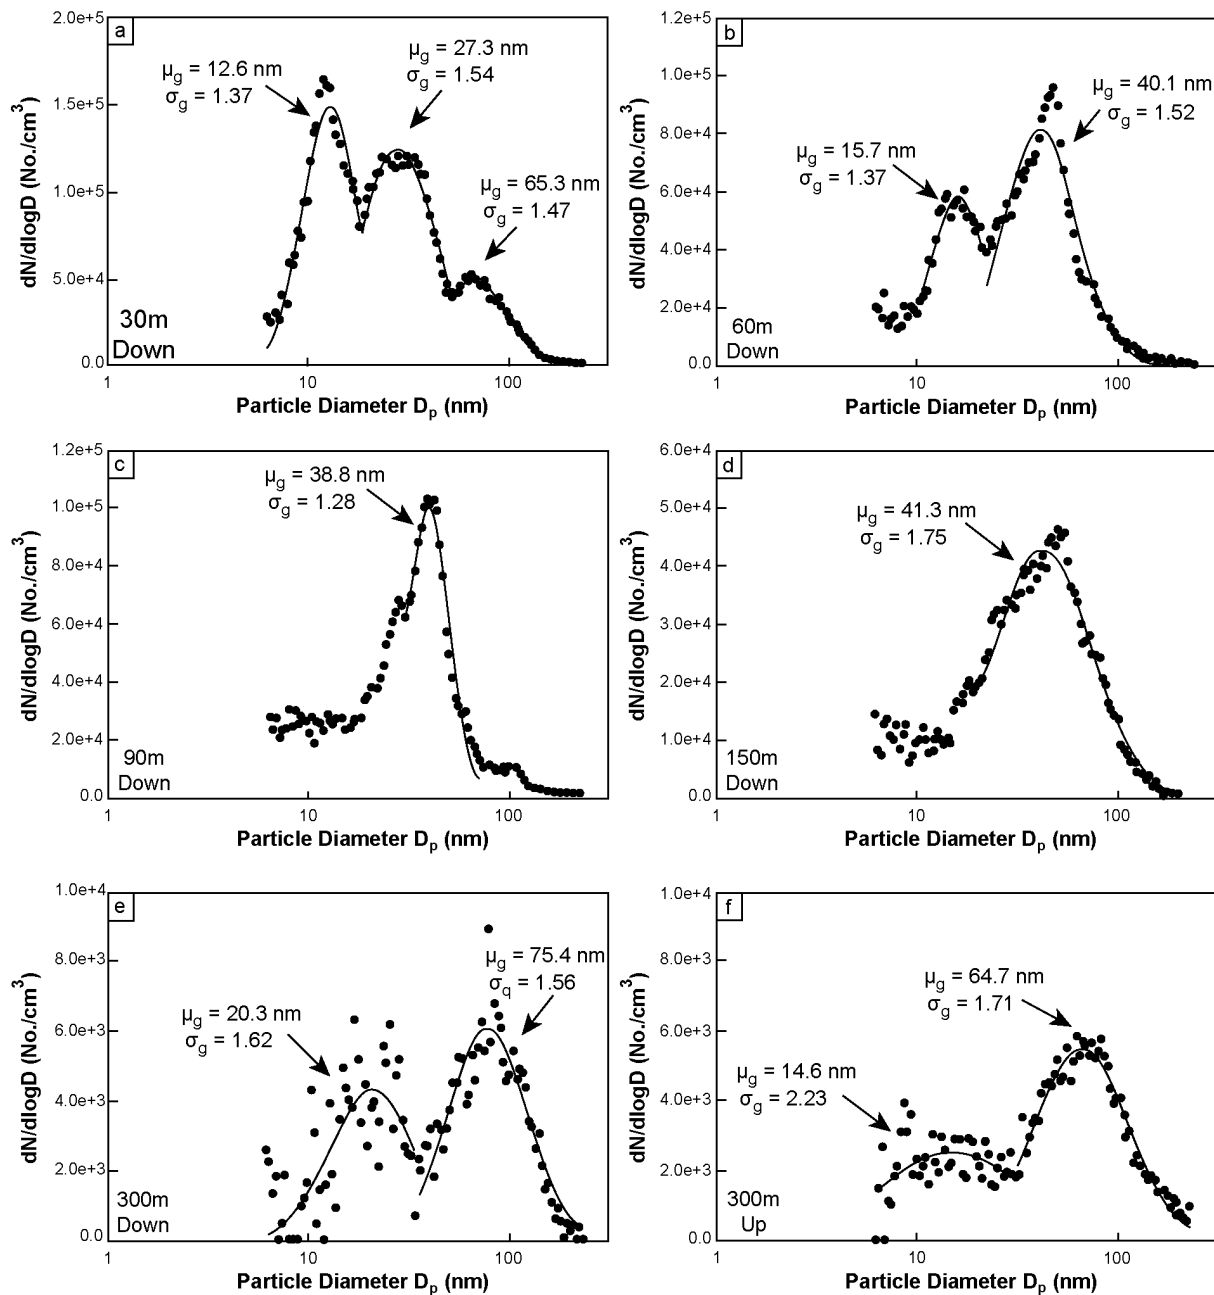 a
2.0e+5
1.5e+5
1.0e+5
5.0e+4
0.0
dN/dlogD (No./cm³)
μg = 12.6 nm
σg = 1.37
μg = 27.3 nm
σg = 1.54
μg = 65.3 nm
σg = 1.47
30m
Down
1 10 100
Particle Diameter Dp (nm)
b
1.20e+5
1.0e+5
8.0e+4
6.0e+4
4.0e+4
2.0e+4
0.0
dN/dlogD (No./cm³)
μg = 15.7 nm
σg = 1.37
μg = 40.1 nm
σg = 1.52
60m
Down
1 10 100
Particle Diameter Dp (nm)
c
1.2e+5
1.0e+5
8.0e+4
6.0e+4
4.0e+4
2.0e+4
0.0
dN/dlogD (No./cm³)
μg = 38.8 nm
σg = 1.28
90m
Down
1 10 100
Particle Diameter Dp (nm)
d
6.0e+4
5.0e+4
4.0e+4
3.0e+4
2.0e+4
1.0e+4
0.0
dN/dlogD (No./cm³)
μg = 41.3 nm
σg = 1.75
150m
Down
1 10 100
Particle Diameter Dp (nm)
e
1.0e+4
8.0e+3
6.0e+3
4.0e+3
2.0e+3
0.0
dN/dlogD (No./cm³)
μg = 20.3 nm
σg = 1.62
μg = 75.4 nm
σq = 1.56
300m
Down
1 10 100
Particle Diameter Dp (nm)
f
1.0e+4
8.0e+3
6.0e+3
4.0e+3
2.0e+3
0.0
dN/dlogD (No./cm³)
μg = 14.6 nm
σg = 2.23
μg = 64.7 nm
σg = 1.71
300m
Up
1 10 100
Particle Diameter Dp (nm)